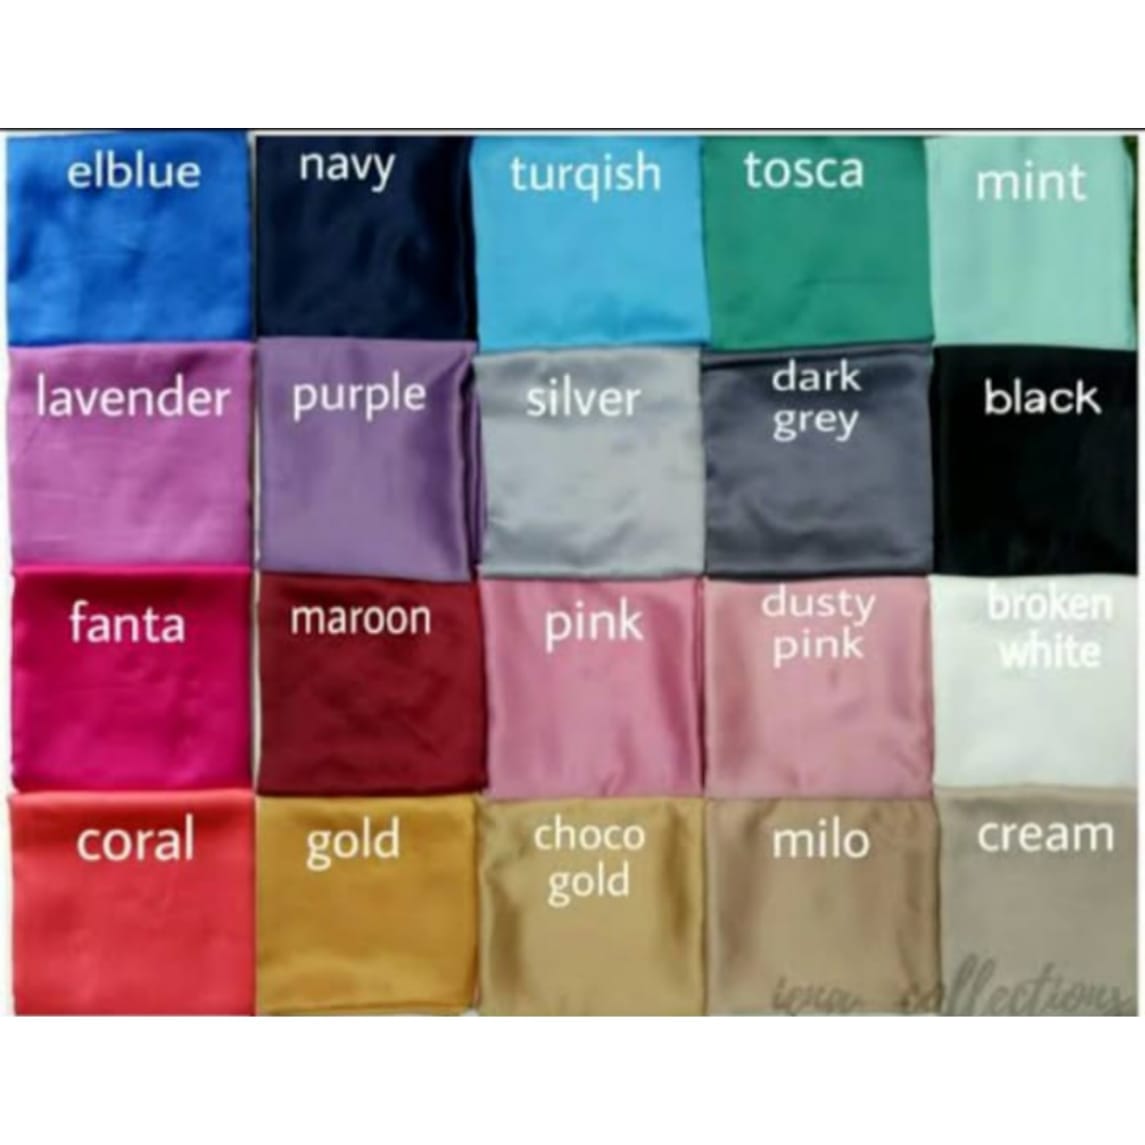 elblue
navy
turqish
tosca
mint
lavender
purple
silver
dark
grey
black
fanta
maroon
pink
dusty
pink
broken
white
coral
gold
choco
gold
milo
cream
collections